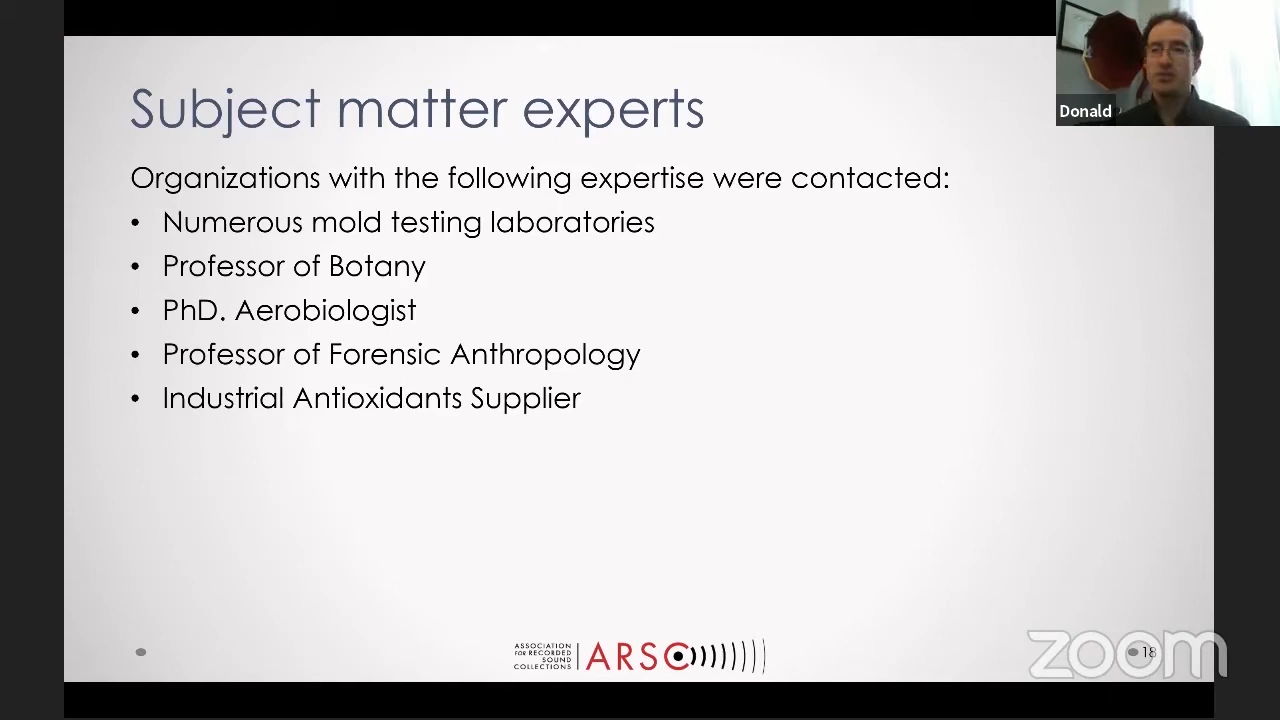 Donald
Subject matter experts
Organizations with the following expertise were contacted:
• Numerous mold testing laboratories
• Professor of Botany
• PhD. Aerobiologist
• Professor of Forensic Anthropology
• Industrial Antioxidants Supplier
ASSOCIATION
FOR RECORDED
SOUND
COLLECTIONS
ARSC
zoom
18